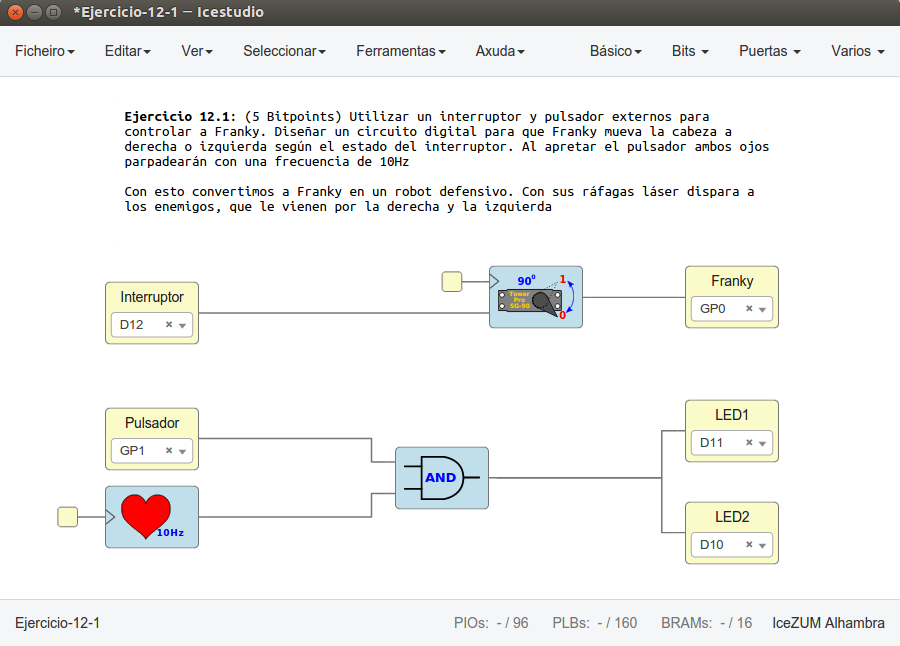 *Ejercicio-12-1 – Icestudio
Ficheiro Editar Ver Seleccionar Ferramentas Axuda Básico Bits Puertas Varios
Ejercicio 12.1: (5 Bitpoints) Utilizar un interruptor y pulsador externos para
controlar a Franky. Diseñar un circuito digital para que Franky mueva la cabeza a
derecha o izquierda según el estado del interruptor. Al apretar el pulsador ambos ojos
parpadearán con una frecuencia de 10Hz
Con esto convertimos a Franky en un robot defensivo. Con sus ráfagas láser dispara a
los enemigos, que le vienen por la derecha y la izquierda
Interruptor
D12
90º 1
Tower
Pro
SG-90
0
Franky
GP0
Pulsador
GP1
10Hz
AND
LED1
D11
LED2
D10
Ejercicio-12-1 PIOs: - / 96 PLBs: - / 160 BRAMs: - / 16 IceZUM Alhambra